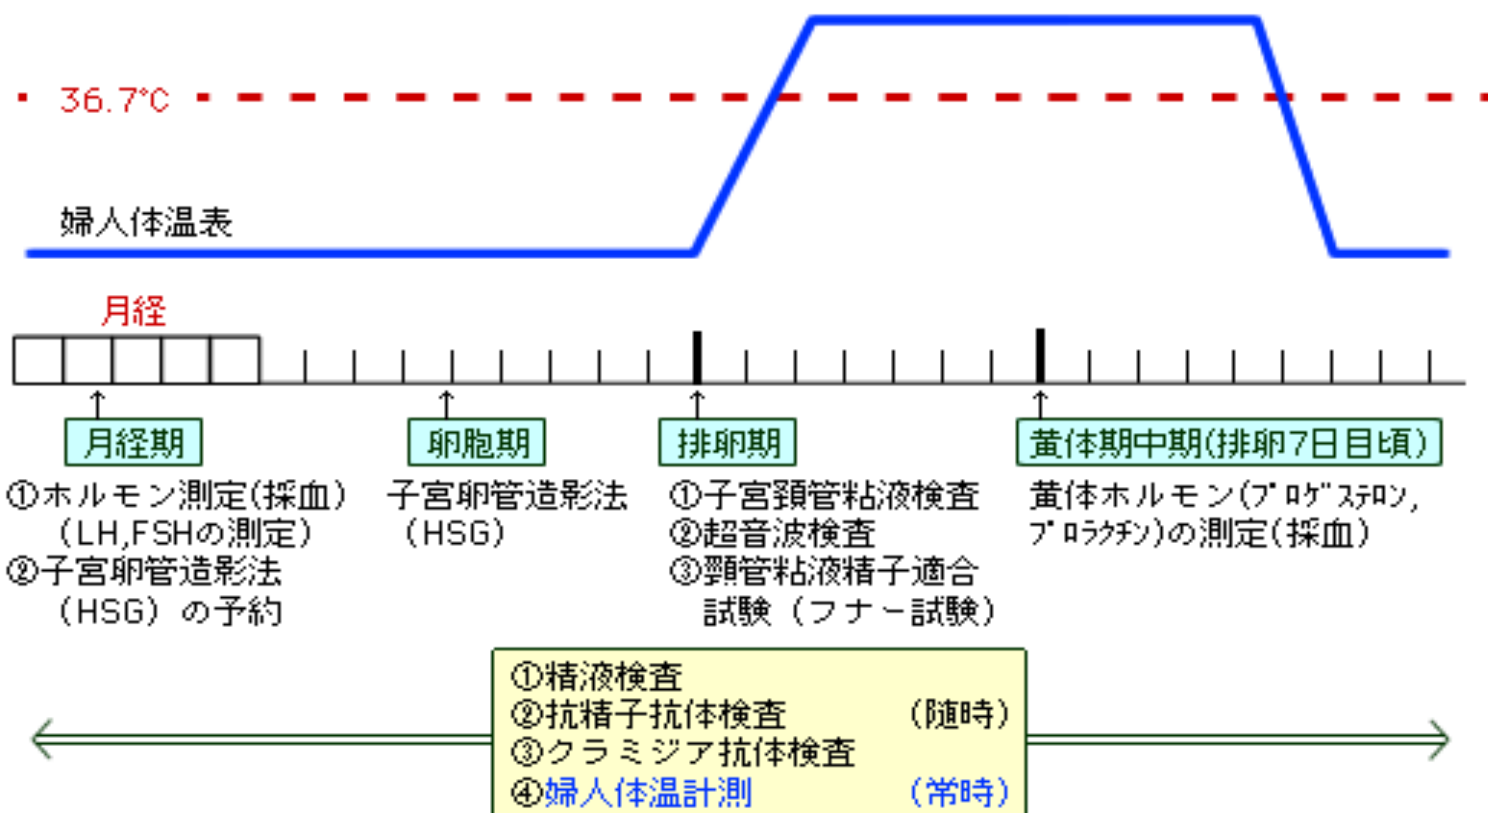 36.7℃
婦人体温表
月経
月経期
①ホルモン測定(採血)
(LH,FSHの測定)
②子宮卵管造影法
(HSG)の予約
卵胞期
子宮卵管造影法
(HSG)
排卵期
①子宮頸管粘液検査
②超音波検査
③頸管粘液精子適合
試験(フナー試験)
黄体期中期(排卵7日目頃)
黄体ホルモン(プロゲステロン,
プロラクチン)の測定(採血)
①精液検査
②抗精子抗体検査 (随時)
③クラミジア抗体検査
④婦人体温計測 (常時)